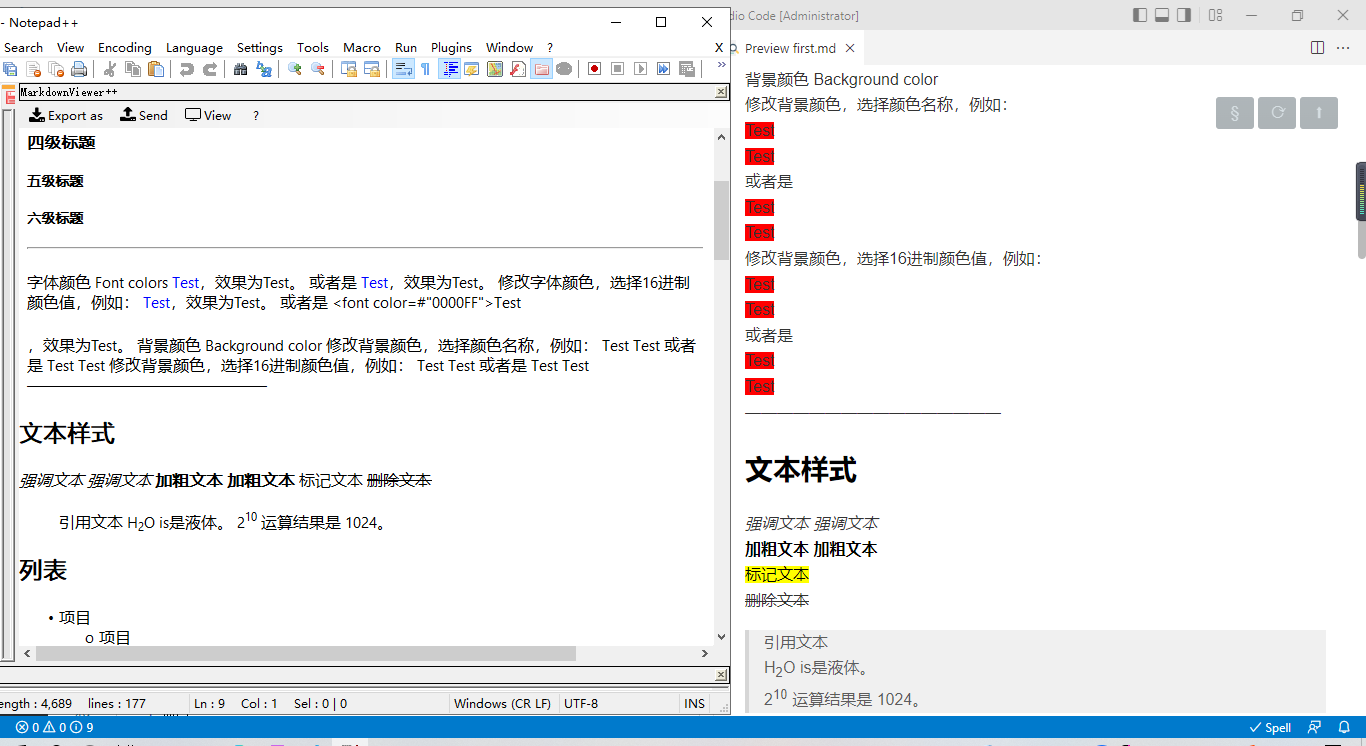 - Notepad++
Search View Encoding Language Settings Tools Macro Run Plugins Window ? X
MarkdownViewer++
Export as Send View ?
四级标题
五级标题
六级标题
字体颜色 Font colors Test，效果为Test。 或者是 Test，效果为Test。 修改字体颜色，选择16进制
颜色值，例如： Test，效果为Test。 或者是 <font color=#"0000FF">Test
，效果为Test。 背景颜色 Background color 修改背景颜色，选择颜色名称，例如： Test Test 或者
是 Test Test 修改背景颜色，选择16进制颜色值，例如： Test Test 或者是 Test Test
文本样式
强调文本 强调文本 加粗文本 加粗文本 标记文本 删除文本
引用文本 H2O is是液体。 210 运算结果是 1024。
列表
• 项目
o 项目
ength : 4,689 lines : 177 Ln : 9 Col : 1 Sel : 0 | 0 Windows (CR LF) UTF-8 INS
dio Code [Administrator]
Preview first.md
背景颜色 Background color
修改背景颜色，选择颜色名称，例如：
Test
Test
或者是
Test
Test
修改背景颜色，选择16进制颜色值，例如：
Test
Test
或者是
Test
Test
文本样式
强调文本 强调文本
加粗文本 加粗文本
标记文本
删除文本
引用文本
H2O is是液体。
210 运算结果是 1024。
0 0 9 Spell